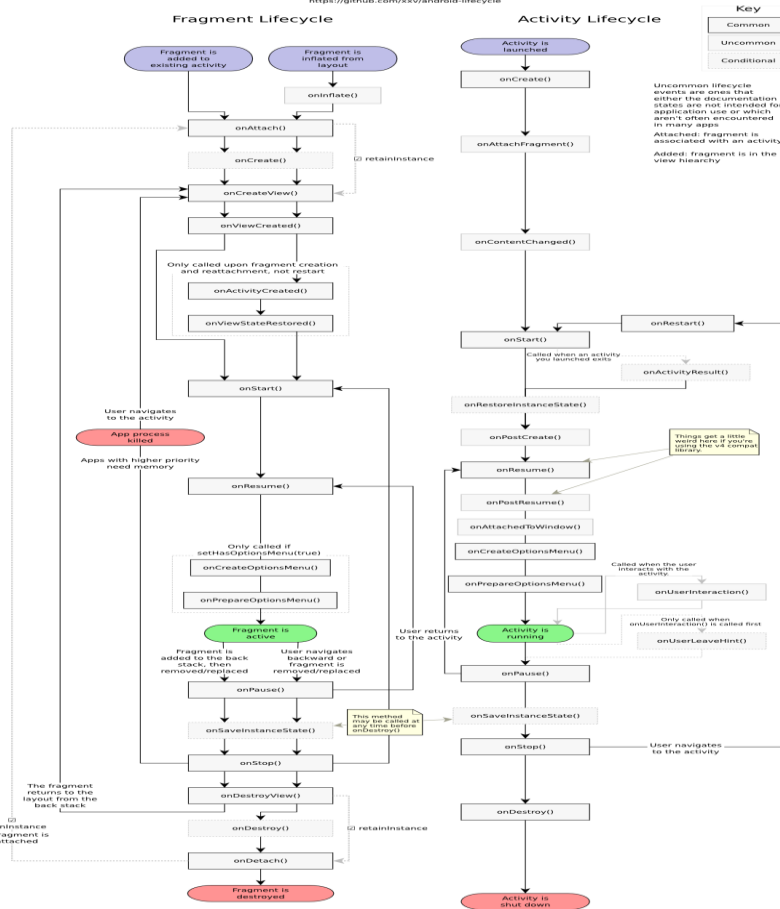 https://github.com/xxv/android-lifecycle
Fragment Lifecycle
Activity Lifecycle
Key
Common
Uncommon
Conditional
Uncommon lifecycle
events are ones that
either the documentation
states are not intended for
application use or which
aren't often encountered
in many apps
Attached: fragment is
associated with an activity
Added: fragment is in the
view hiearchy
Fragment is
added to
existing activity
Fragment is
inflated from
layout
onInflate()
onAttach()
onCreate()
☑ retainInstance
onCreateView()
onViewCreated()
Only called upon fragment creation
and reattachment, not restart
onActivityCreated()
onViewStateRestored()
onStart()
User navigates
to the activity
App process
killed
Apps with higher priority
need memory
onResume()
Only called if
setHasOptionsMenu(true)
onCreateOptionsMenu()
onPrepareOptionsMenu()
Fragment is
active
Fragment is
added to the back
stack, then
removed/replaced
User navigates
backward or
fragment is
removed/replaced
User returns
to the activity
onPause()
onSaveInstanceState()
This method
may be called at
any time before
onDestroy()
onStop()
onDestroyView()
The fragment
returns to the
layout from the
back stack
onDestroy()
☑ retainInstance
☑
nInstance
ragment is
ttached
onDetach()
Fragment is
destroyed
Activity is
launched
onCreate()
onAttachFragment()
onContentChanged()
onRestart()
onStart()
Called when an activity
you launched exits
onActivityResult()
onRestoreInstanceState()
onPostCreate()
Things get a little
weird here if you're
using the v4 compat
library.
onResume()
onPostResume()
onAttachedToWindow()
onCreateOptionsMenu()
onPrepareOptionsMenu()
Called when the user
interacts with the
activity.
onUserInteraction()
Only called when
onUserInteraction() is called first
onUserLeaveHint()
Activity is
running
onPause()
onSaveInstanceState()
onStop()
User navigates
to the activity
onDestroy()
Activity is
shut down